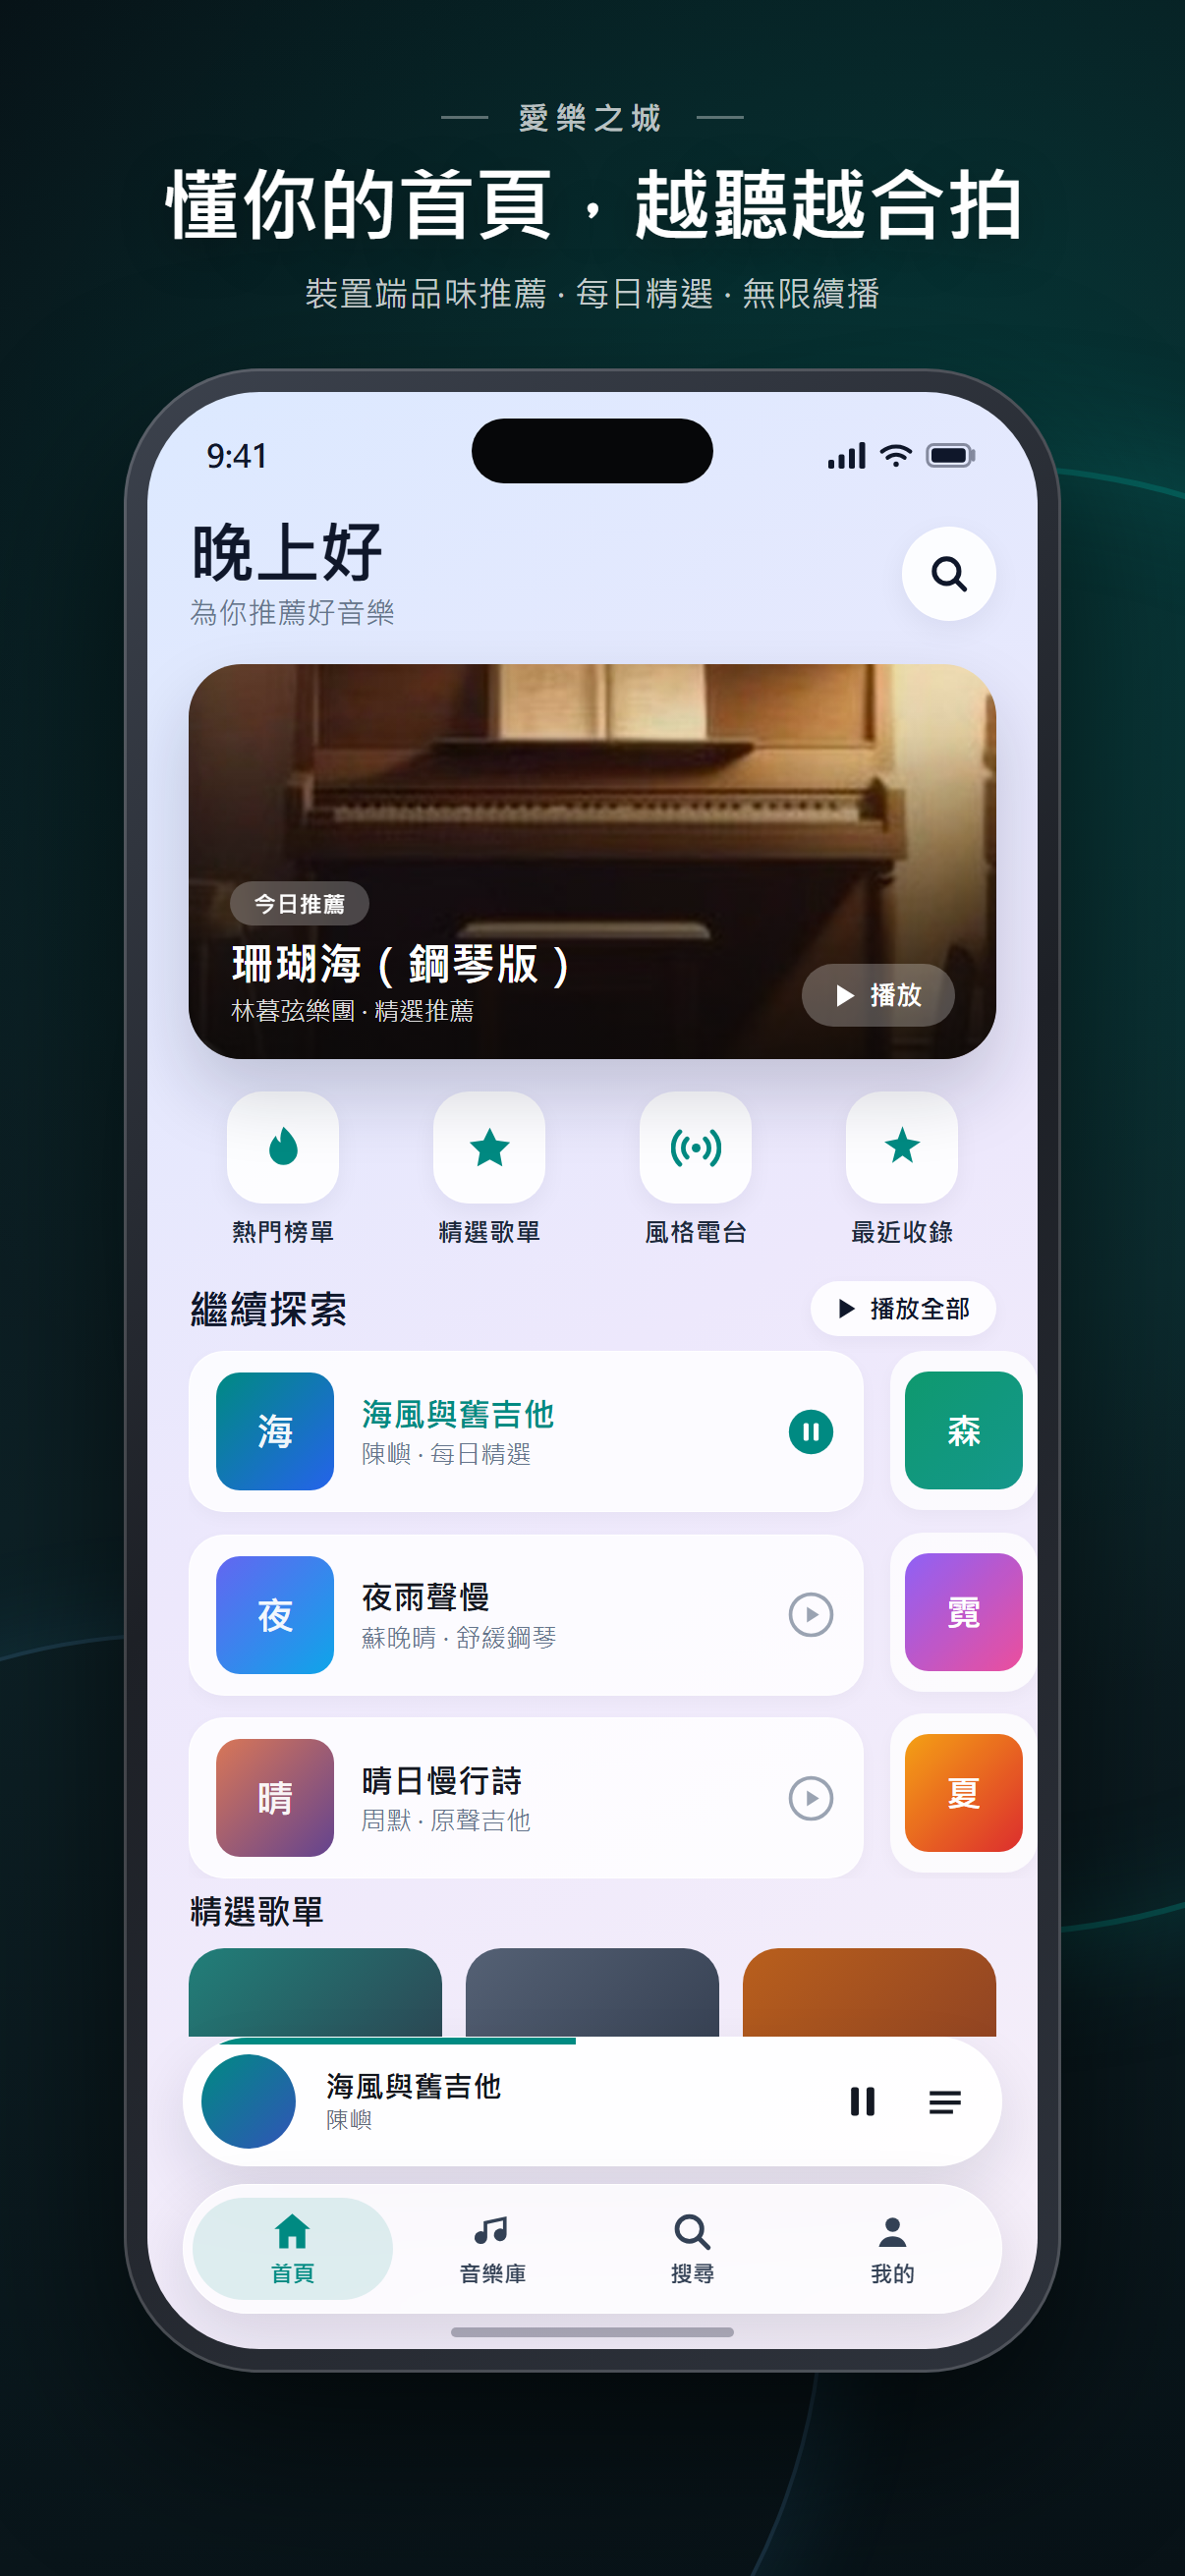 愛樂之城
懂你的首頁，越聽越合拍
裝置端品味推薦 · 每日精選 · 無限續播
9:41
晚上好
為你推薦好音樂
今日推薦
珊瑚海（鋼琴版）
林暮弦樂團 · 精選推薦
播放
熱門榜單
精選歌單
風格電台
最近收錄
繼續探索
播放全部
海
海風與舊吉他
陳嶼 · 每日精選
森
夜
夜雨聲慢
蘇晚晴 · 舒緩鋼琴
霓
晴
晴日慢行詩
周默 · 原聲吉他
夏
精選歌單
海風與舊吉他
陳嶼
首頁
音樂庫
搜尋
我的